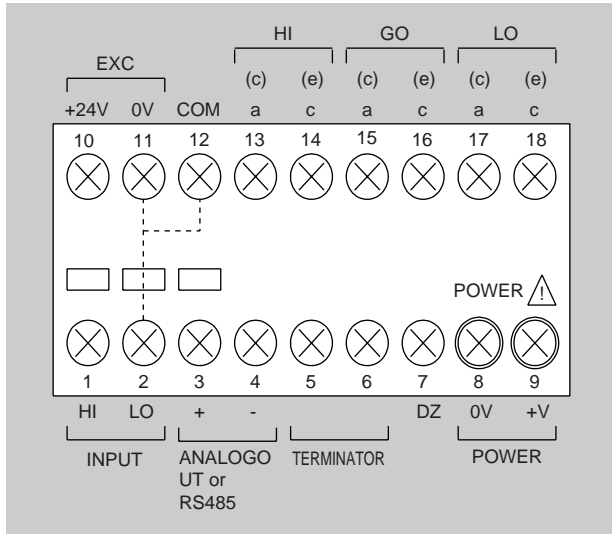 HI GO LO
EXC
(c) (e) (c) (e) (c) (e)
+24V 0V COM a c a c a c
10 11 12 13 14 15 16 17 18
POWER !
1 2 3 4 5 6 7 8 9
HI LO + - DZ 0V +V
INPUT ANALOGO TERMINATOR POWER
UT or
RS485